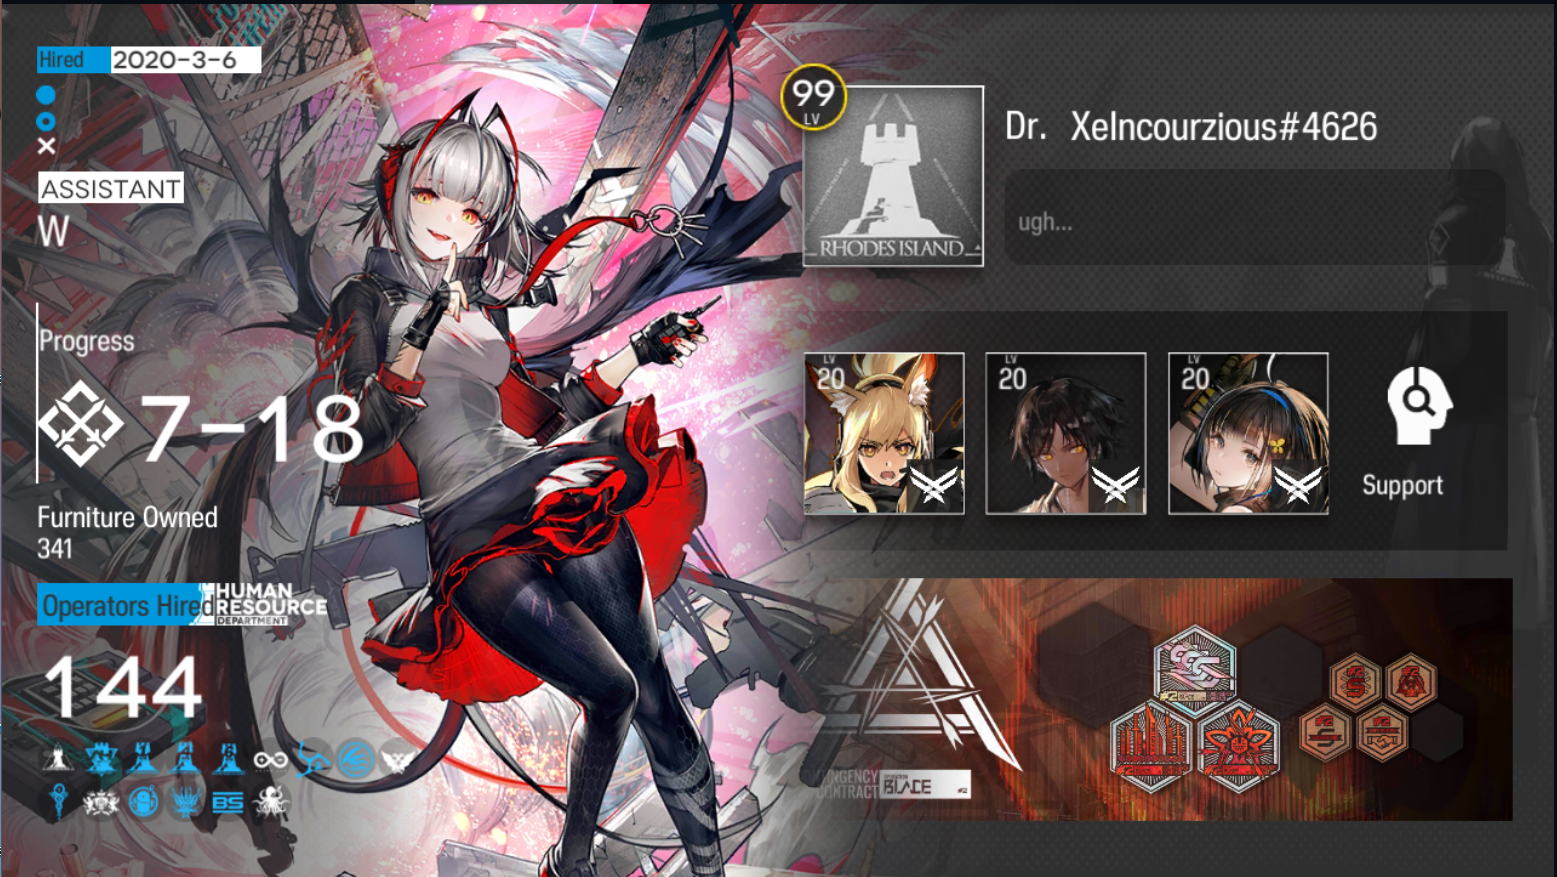 Hired 2020-3-6
ASSISTANT
W
Progress
7-18
Furniture Owned
341
Operators Hired
HUMAN
RESOURCE
DEPARTMENT
144
BS
99
LV
RHODES ISLAND
Dr. XeIncourzious#4626
ugh...
LV
20
LV
20
LV
20
Support
CONTRACT
BLADE
#2